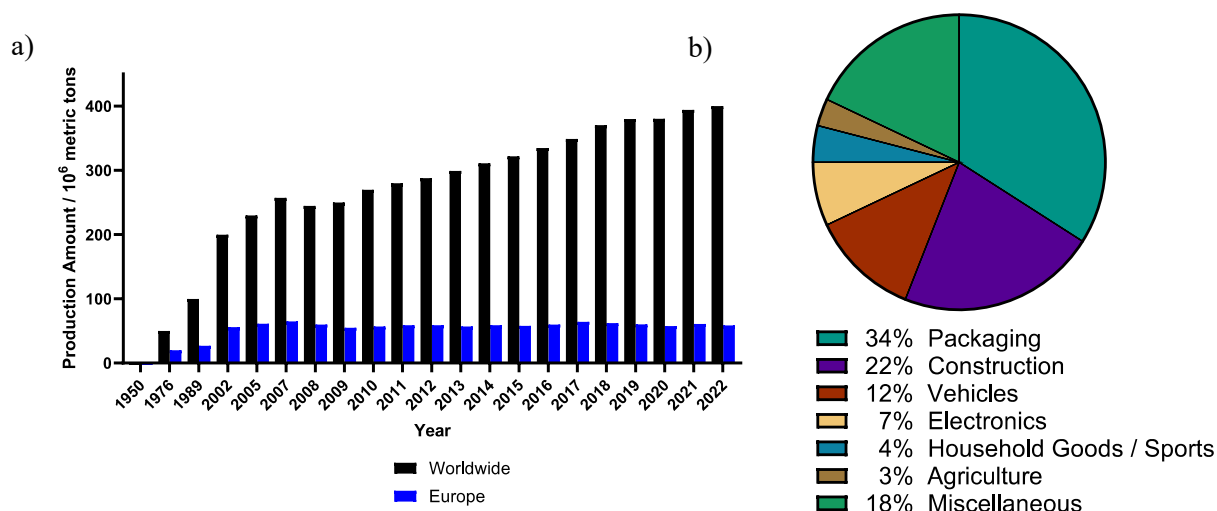 a)
Production Amount / 10⁶ metric tons
400
300
200
100
0
1950 1976 1989 2002 2005 2007 2008 2009 2010 2011 2012 2013 2014 2015 2016 2017 2018 2019 2020 2021 2022
Year
Worldwide
Europe
b)
34% Packaging
22% Construction
12% Vehicles
7% Electronics
4% Household Goods / Sports
3% Agriculture
18% Miscellaneous